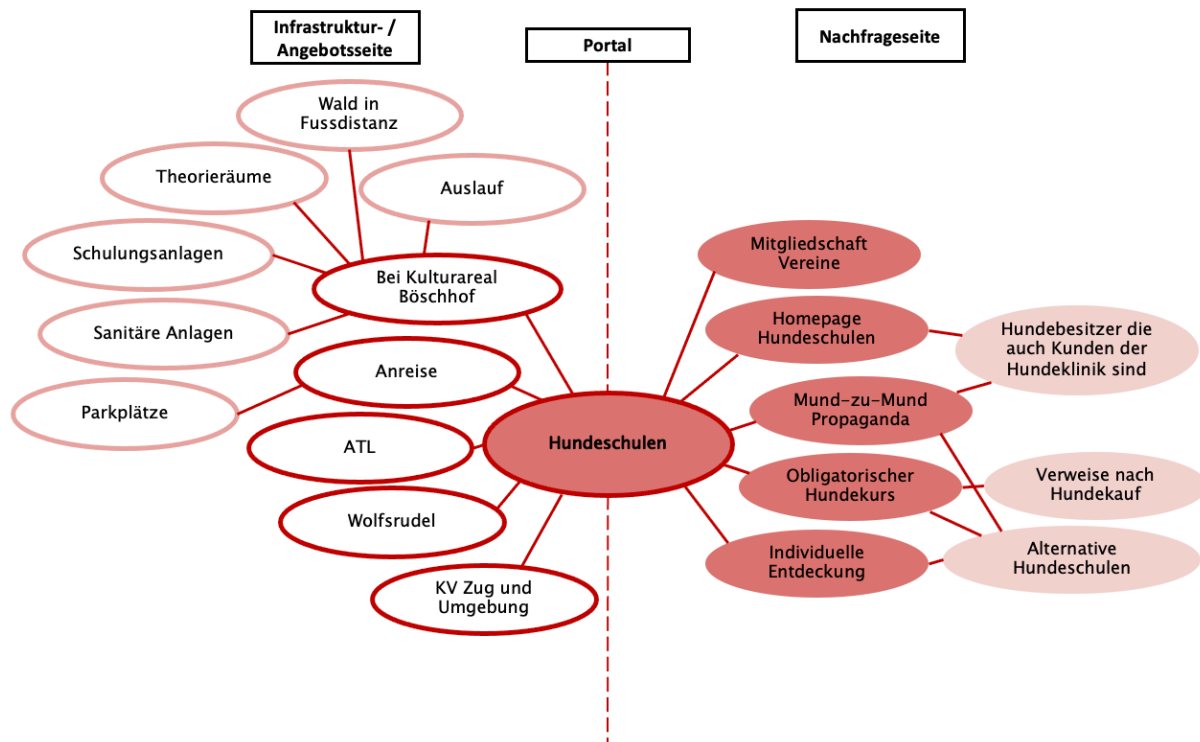 Infrastruktur- /
Angebotsseite
Portal
Nachfrageseite
Wald in
Fussdistanz
Theorieräume
Auslauf
Schulungsanlagen
Bei Kulturareal
Böschhof
Sanitäre Anlagen
Anreise
Parkplätze
ATL
Wolfsrudel
KV Zug und
Umgebung
Hundeschulen
Mitgliedschaft
Vereine
Homepage
Hundeschulen
Hundebesitzer die
auch Kunden der
Hundeklinik sind
Mund-zu-Mund
Propaganda
Obligatorischer
Hundekurs
Verweise nach
Hundekauf
Individuelle
Entdeckung
Alternative
Hundeschulen